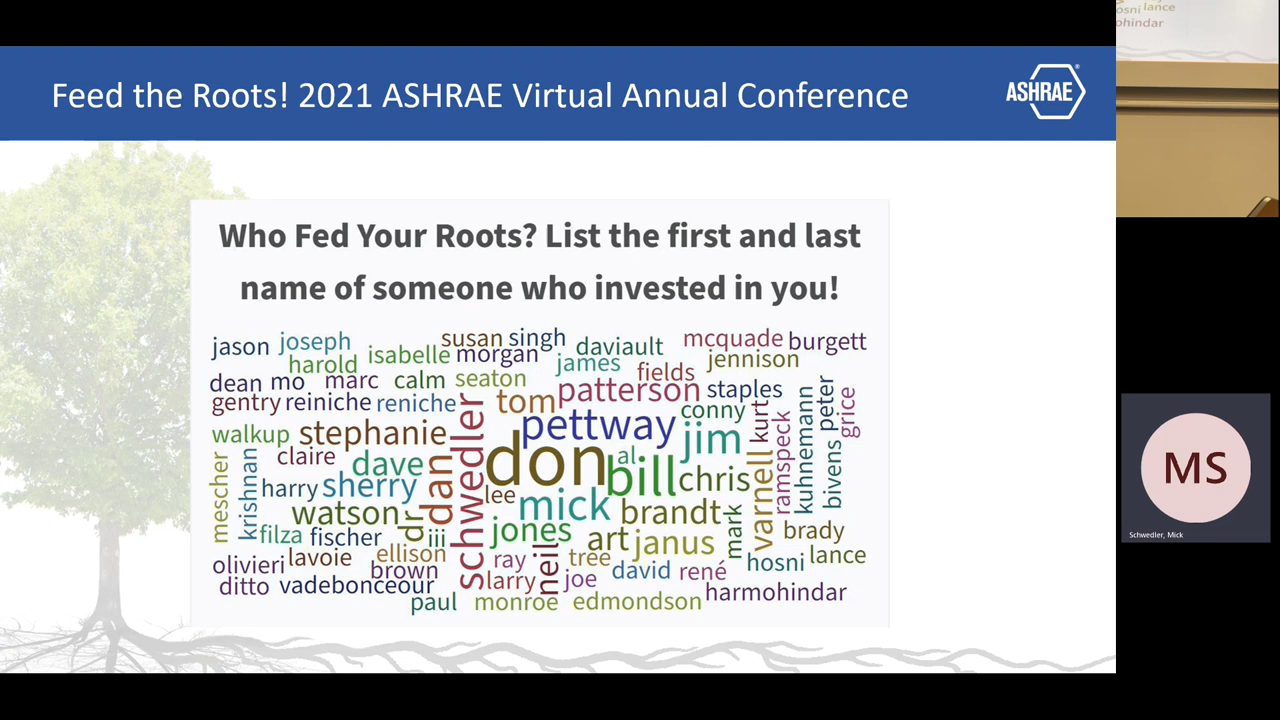 Feed the Roots! 2021 ASHRAE Virtual Annual Conference
ASHRAE
Who Fed Your Roots? List the first and last
name of someone who invested in you!
jason joseph susan singh daviault mcquade burgett
harold isabelle morgan james fields jennison
dean mo marc calm seaton patterson staples
gentry reiniche reniche tom conny kurt peter grice
walkup stephanie schwedler pettway jim
claire dave dan don al bill chris varnell ramspeck kuhnemann bivens
mescher krishnan harry sherry lee mick brandt
watson dr jones mark brady
filza fischer iii art janus
olivieri lavoie ellison ray neil tree hosni lance
ditto vadebonceour brown larry joe david rené harmohindar
paul monroe edmondson
osni lance
ohindar
MS
Schwedler, Mick